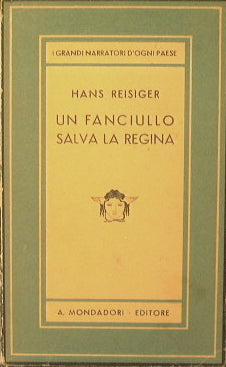 I GRANDI NARRATORI D'OGNI PAESE
HANS REISIGER
UN FANCIULLO
SALVA LA REGINA
A. MONDADORI - EDITORE